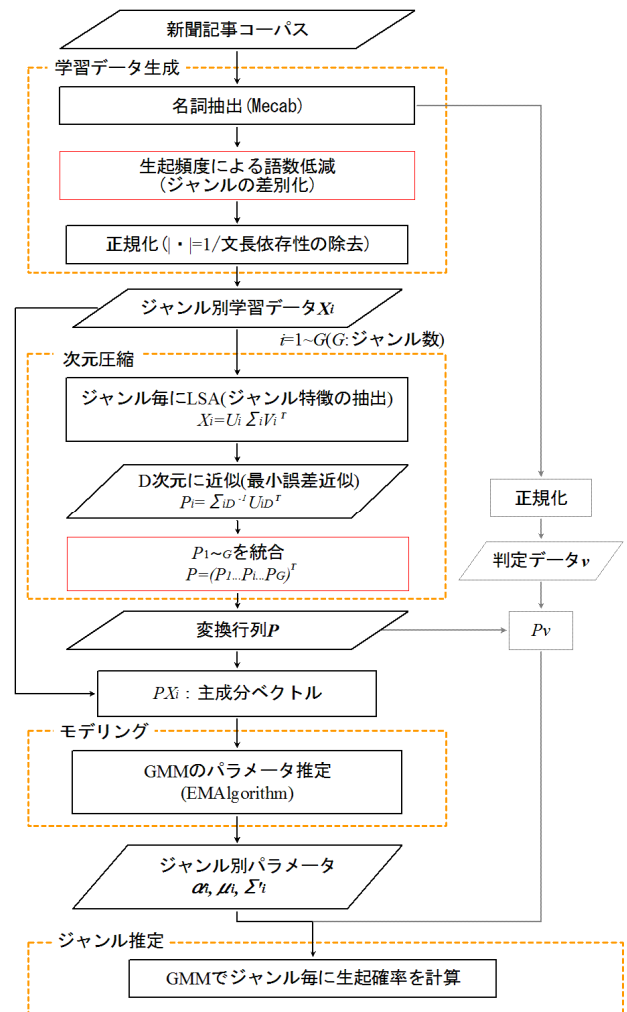 新聞記事コーパス
学習データ生成
名詞抽出(Mecab)
生起頻度による語数低減
(ジャンルの差別化)
正規化(|・|=1/文長依存性の除去)
ジャンル別学習データXi
i=1~G(G:ジャンル数)
次元圧縮
ジャンル毎にLSA(ジャンル特徴の抽出)
Xi=Ui ΣiVi^T
D次元に近似(最小誤差近似)
Pi= ΣiD^-1 UiD^T
正規化
P1~Gを統合
P=(P1...Pi...PG)^T
判定データv
変換行列P
Pv
PXi：主成分ベクトル
モデリング
GMMのパラメータ推定
(EMAlgorithm)
ジャンル別パラメータ
αi, μi, Σ'i
ジャンル推定
GMMでジャンル毎に生起確率を計算